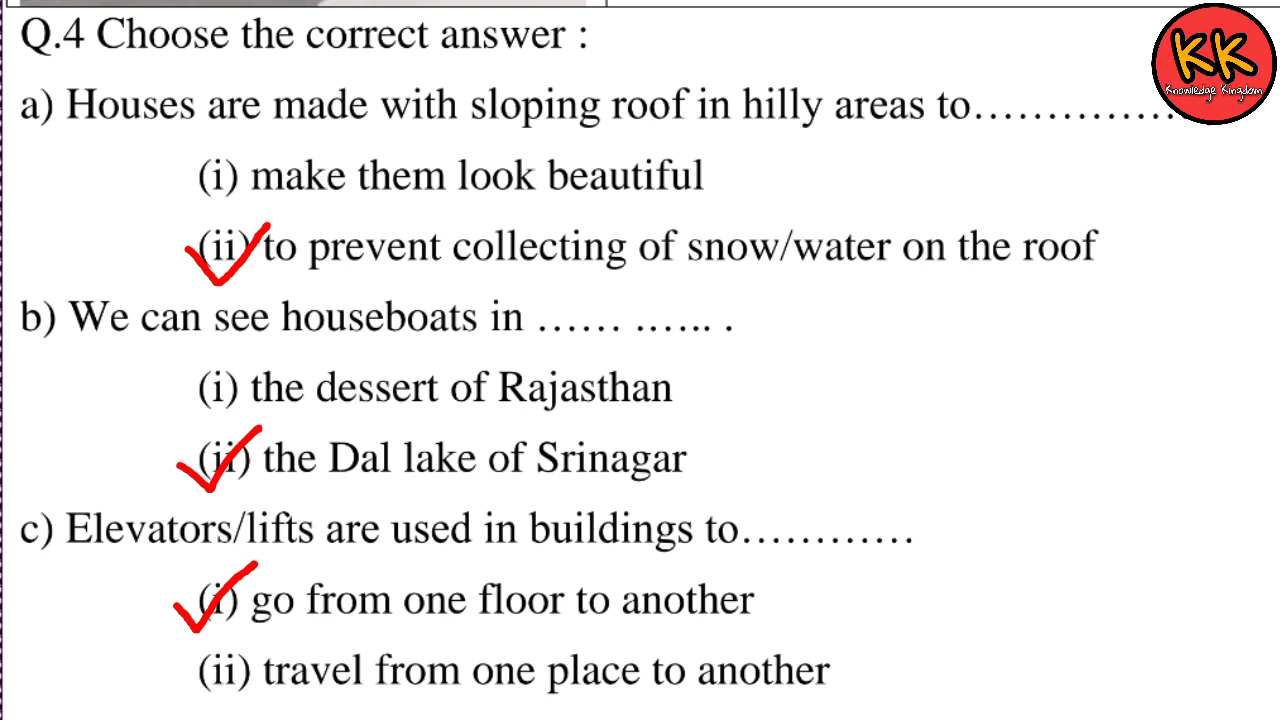 Q.4 Choose the correct answer :
KK
Knowledge Kingdom
a) Houses are made with sloping roof in hilly areas to……………
(i) make them look beautiful
(ii) to prevent collecting of snow/water on the roof
b) We can see houseboats in …… …... .
(i) the dessert of Rajasthan
(ii) the Dal lake of Srinagar
c) Elevators/lifts are used in buildings to…………
(i) go from one floor to another
(ii) travel from one place to another